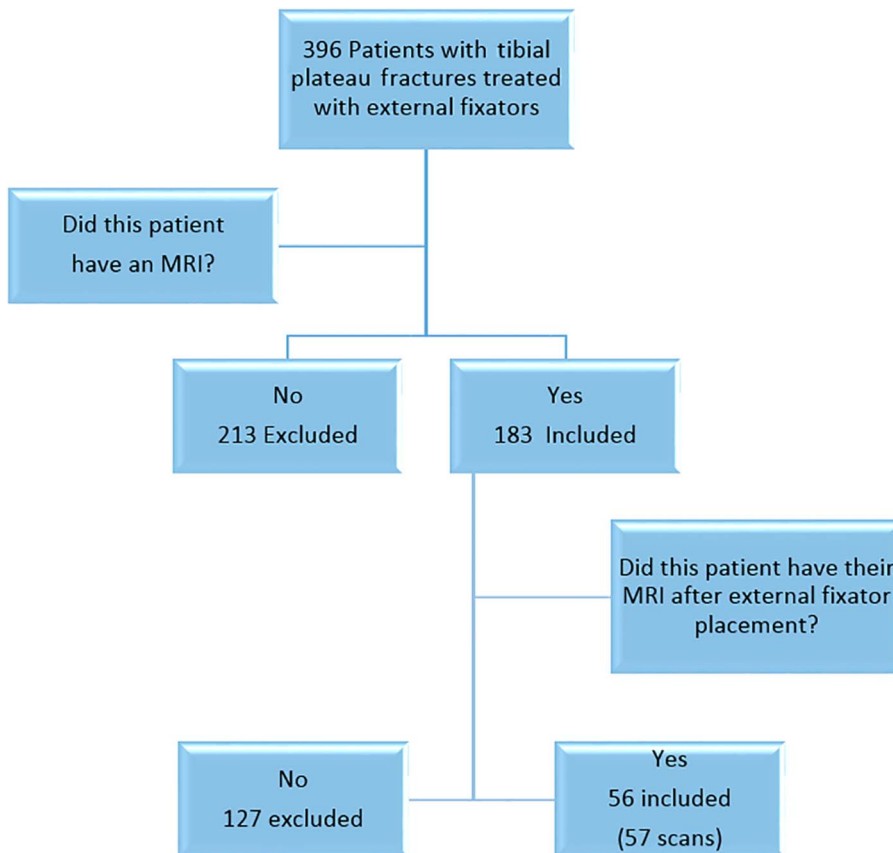 396 Patients with tibial
plateau fractures treated
with external fixators
Did this patient
have an MRI?
No
213 Excluded
Yes
183 Included
Did this patient have their
MRI after external fixator
placement?
No
127 excluded
Yes
56 included
(57 scans)